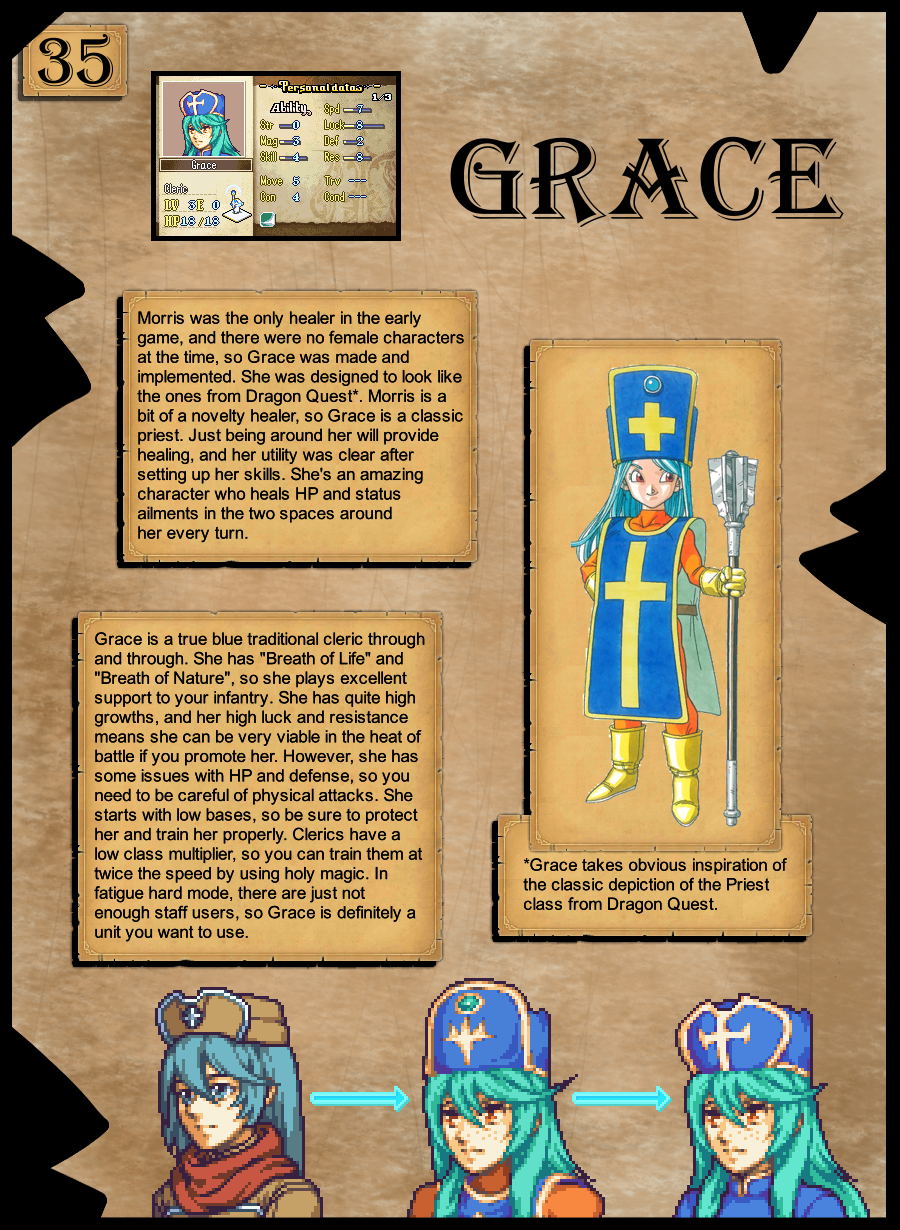 35
GRACE
Personal data
1/3
Ability
Str 0
Mag 3
Skill 4
Move 5
Con 4
Spd 7
Luck 8
Def 2
Res 8
Trv ---
Cond ---
Grace
Cleric
LV 3 E 0
HP 18/18
Morris was the only healer in the early
game, and there were no female characters
at the time, so Grace was made and
implemented. She was designed to look like
the ones from Dragon Quest*. Morris is a
bit of a novelty healer, so Grace is a classic
priest. Just being around her will provide
healing, and her utility was clear after
setting up her skills. She's an amazing
character who heals HP and status
ailments in the two spaces around
her every turn.
Grace is a true blue traditional cleric through
and through. She has "Breath of Life" and
"Breath of Nature", so she plays excellent
support to your infantry. She has quite high
growths, and her high luck and resistance
means she can be very viable in the heat of
battle if you promote her. However, she has
some issues with HP and defense, so you
need to be careful of physical attacks. She
starts with low bases, so be sure to protect
her and train her properly. Clerics have a
low class multiplier, so you can train them at
twice the speed by using holy magic. In
fatigue hard mode, there are just not
enough staff users, so Grace is definitely a
unit you want to use.
*Grace takes obvious inspiration of
the classic depiction of the Priest
class from Dragon Quest.